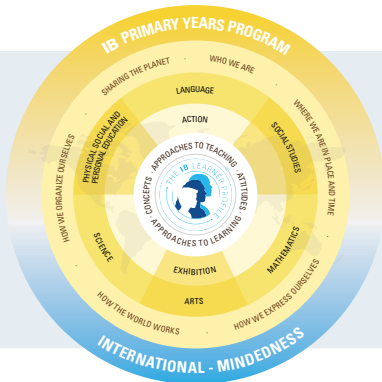 IB PRIMARY YEARS PROGRAM
WHO WE ARE
WHERE WE ARE IN PLACE AND TIME
HOW WE EXPRESS OURSELVES
HOW THE WORLD WORKS
HOW WE ORGANIZE OURSELVES
SHARING THE PLANET
LANGUAGE
SOCIAL STUDIES
MATHEMATICS
ARTS
SCIENCE
PHYSICAL SOCIAL AND
PERSONAL EDUCATION
ACTION
EXHIBITION
APPROACHES TO TEACHING · ATTITUDES · APPROACHES TO LEARNING · CONCEPTS ·
THE IB LEARNER PROFILE
INTERNATIONAL - MINDEDNESS